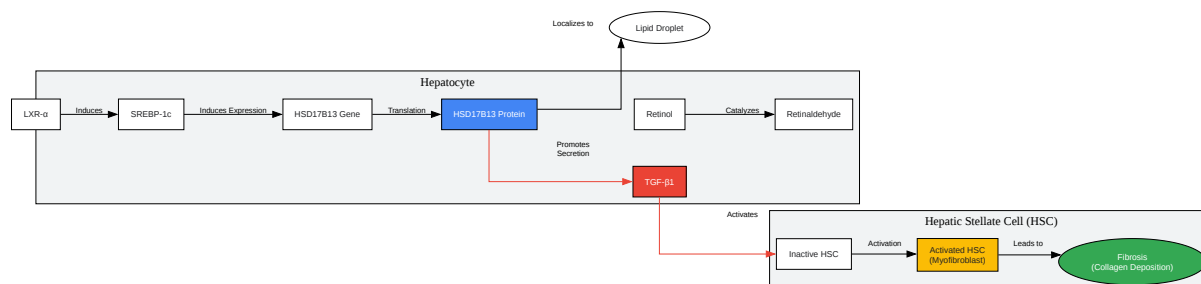 Localizes to
Lipid Droplet
Hepatocyte
LXR-α
Induces
SREBP-1c
Induces Expression
HSD17B13 Gene
Translation
HSD17B13 Protein
Retinol
Catalyzes
Retinaldehyde
Promotes
Secretion
TGF-β1
Activates
Hepatic Stellate Cell (HSC)
Inactive HSC
Activation
Activated HSC
(Myofibroblast)
Leads to
Fibrosis
(Collagen Deposition)